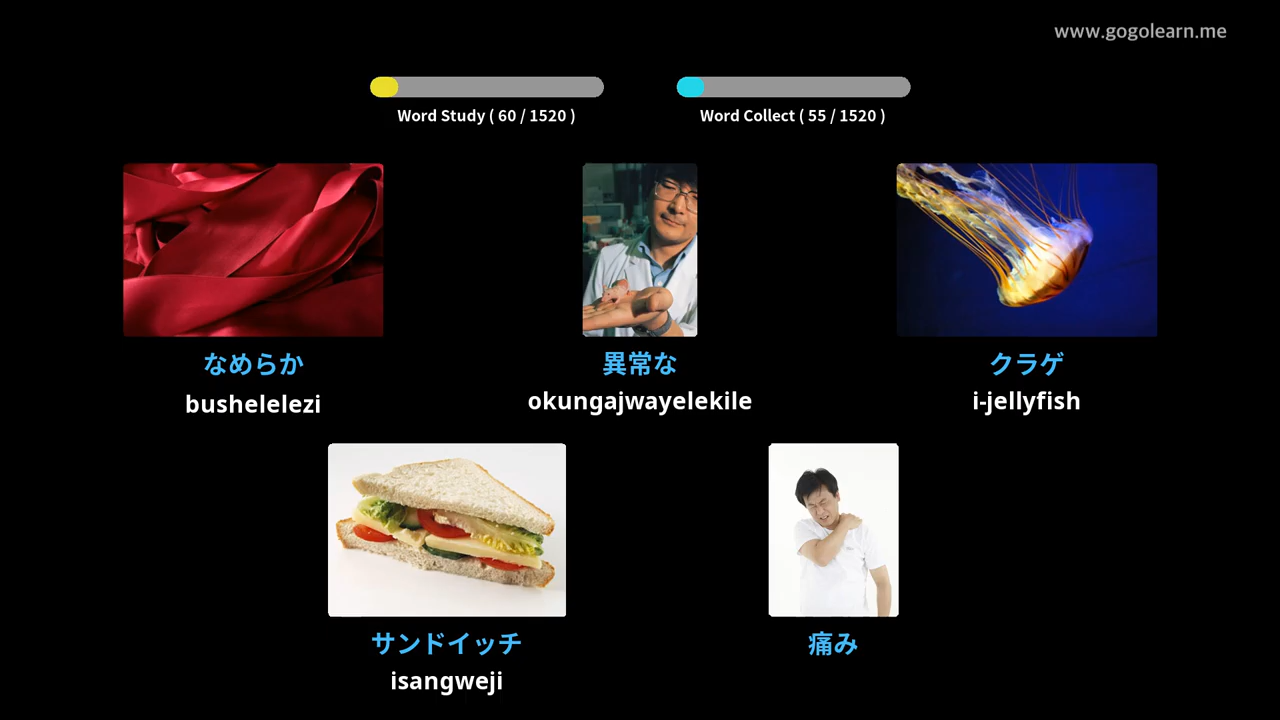 www.gogolearn.me
Word Study ( 60 / 1520 )
Word Collect ( 55 / 1520 )
なめらか
bushelelezi
異常な
okungajwayelekile
クラゲ
i-jellyfish
サンドイッチ
isangweji
痛み